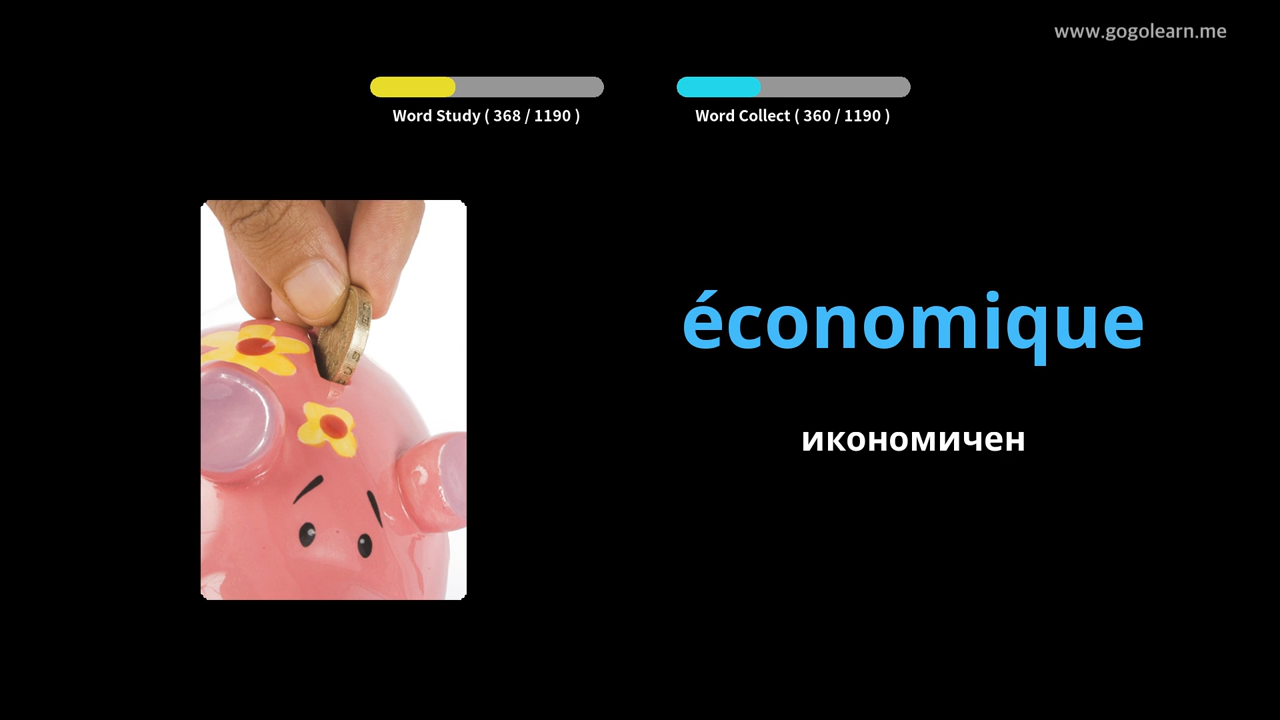 www.gogolearn.me
Word Study ( 368 / 1190 )
Word Collect ( 360 / 1190 )
économique
икономичен